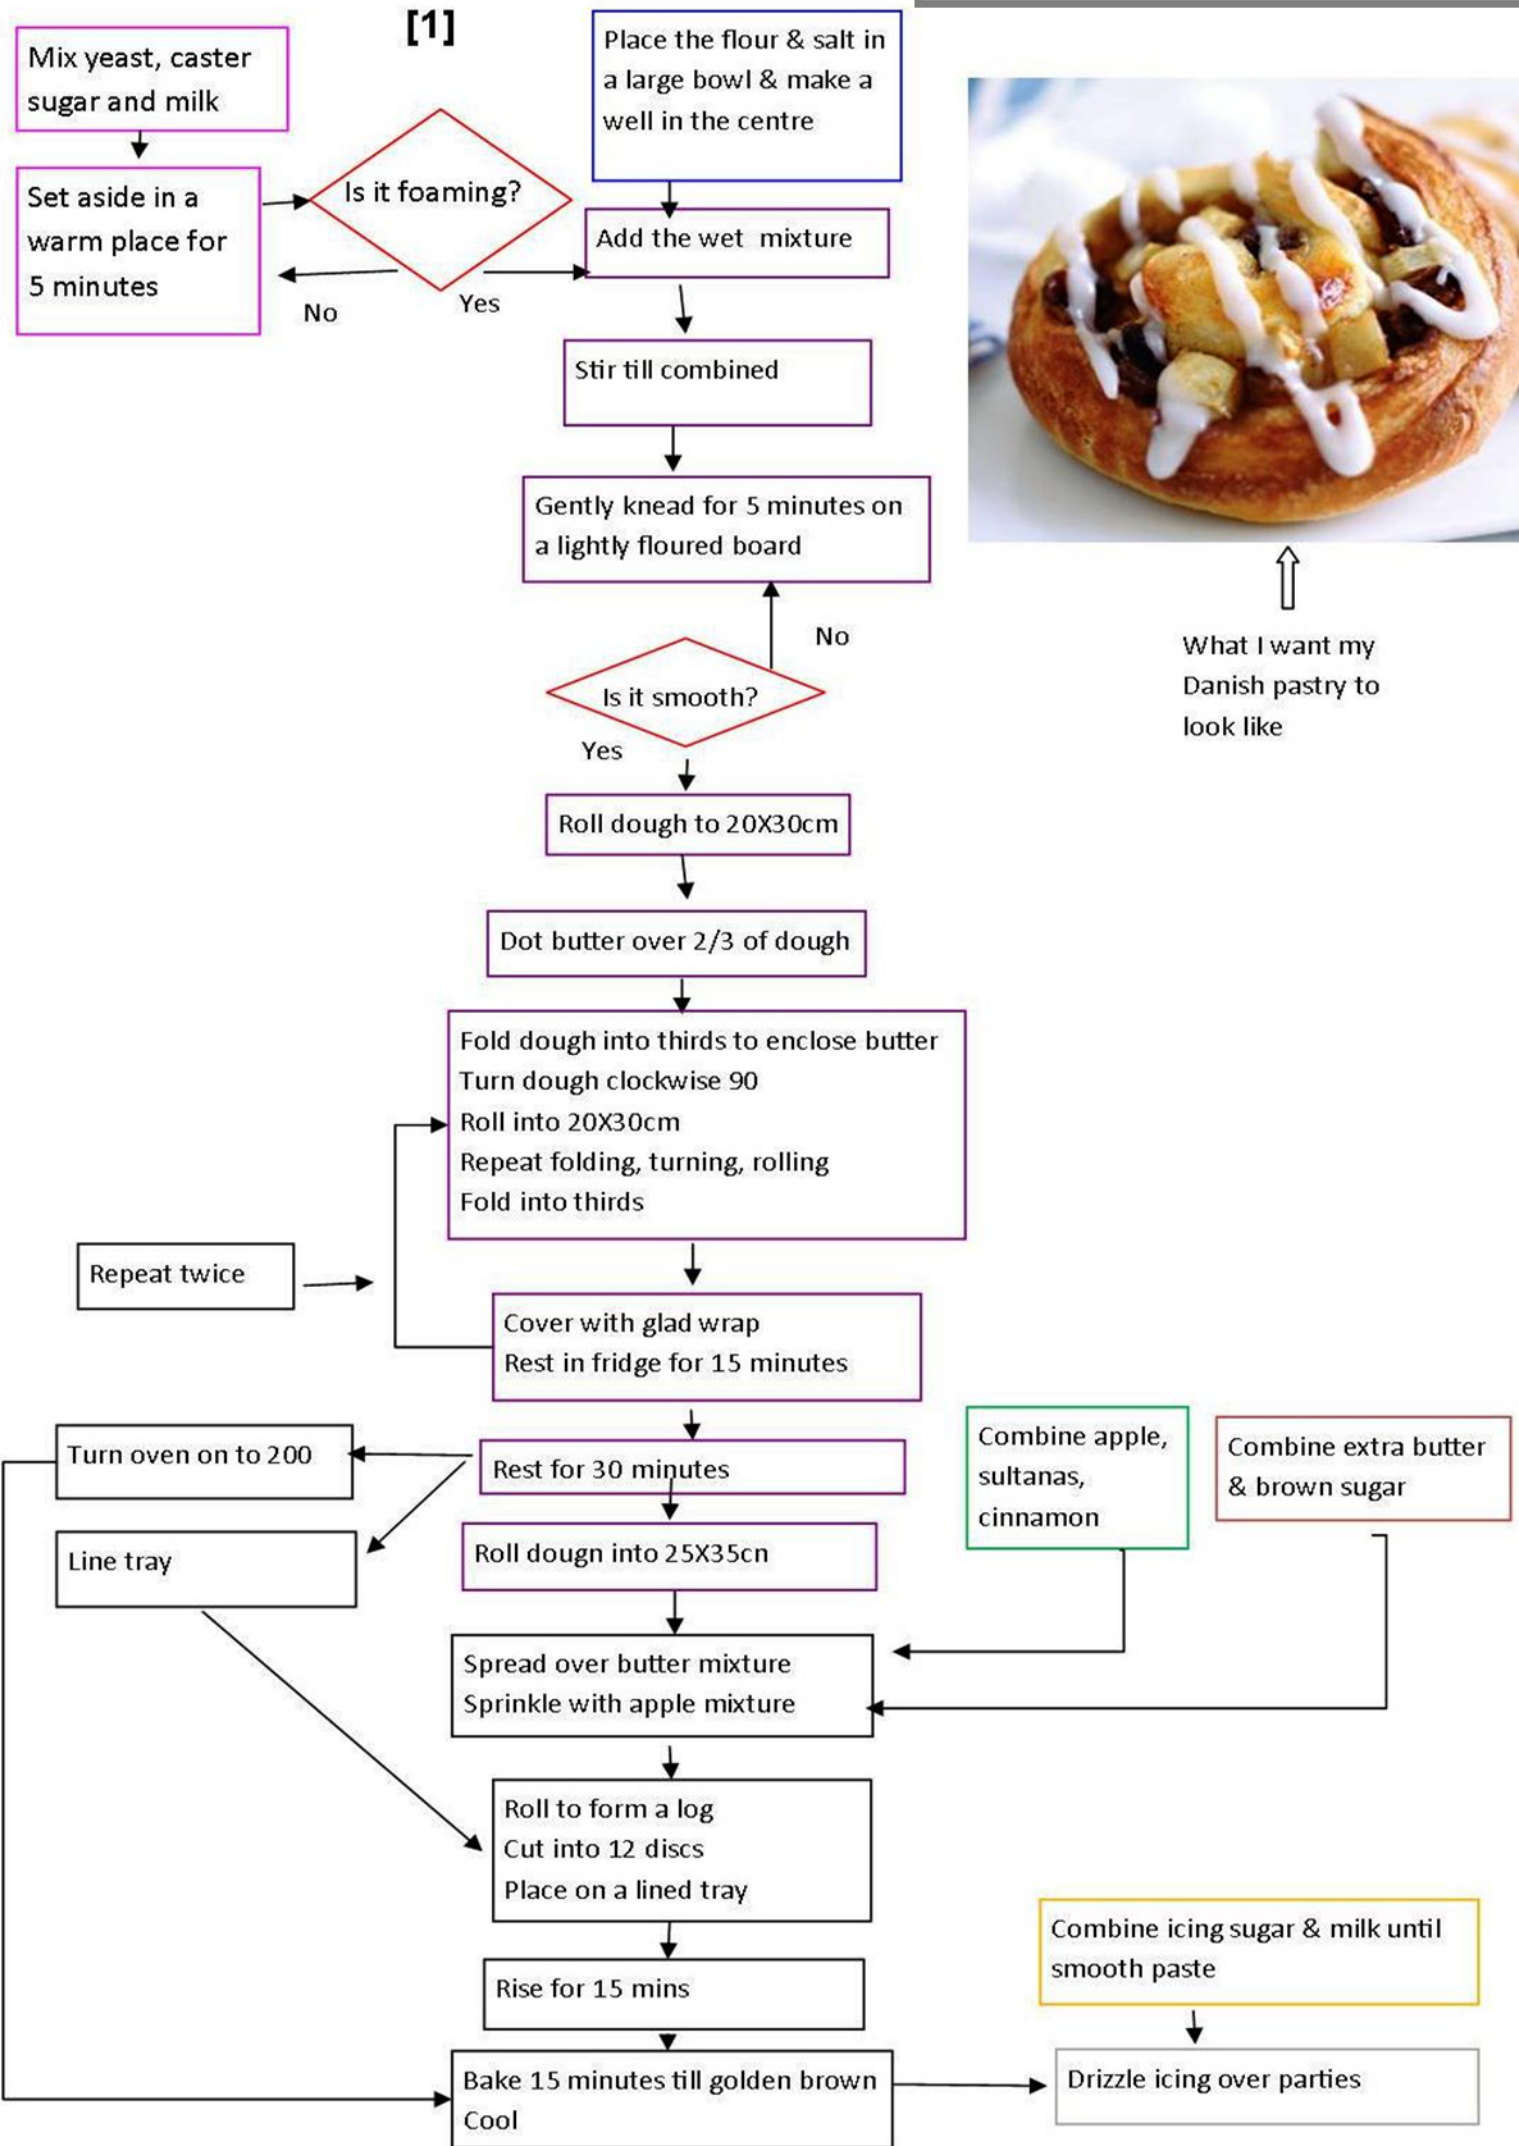 [1]
Mix yeast, caster
sugar and milk
Place the flour & salt in
a large bowl & make a
well in the centre
Set aside in a
warm place for
5 minutes
Is it foaming?
No
Yes
Add the wet mixture
Stir till combined
Gently knead for 5 minutes on
a lightly floured board
No
Is it smooth?
Yes
What I want my
Danish pastry to
look like
Roll dough to 20X30cm
Dot butter over 2/3 of dough
Fold dough into thirds to enclose butter
Turn dough clockwise 90
Roll into 20X30cm
Repeat folding, turning, rolling
Fold into thirds
Repeat twice
Cover with glad wrap
Rest in fridge for 15 minutes
Turn oven on to 200
Rest for 30 minutes
Line tray
Roll dougn into 25X35cn
Combine apple,
sultanas,
cinnamon
Combine extra butter
& brown sugar
Spread over butter mixture
Sprinkle with apple mixture
Roll to form a log
Cut into 12 discs
Place on a lined tray
Rise for 15 mins
Combine icing sugar & milk until
smooth paste
Bake 15 minutes till golden brown
Cool
Drizzle icing over parties